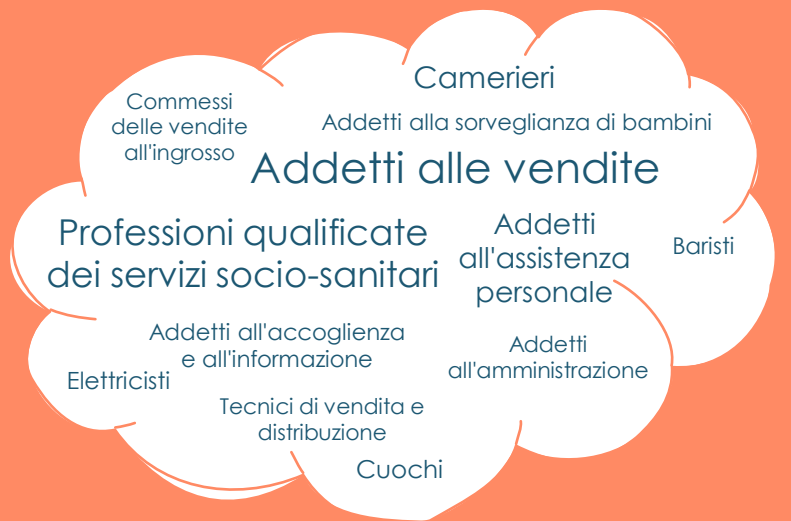 Camerieri
Commessi
delle vendite
all'ingrosso
Addetti alla sorveglianza di bambini
Addetti alle vendite
Professioni qualificate
dei servizi socio-sanitari
Addetti
all'assistenza
personale
Baristi
Addetti all'accoglienza
e all'informazione
Addetti
all'amministrazione
Elettricisti
Tecnici di vendita e
distribuzione
Cuochi